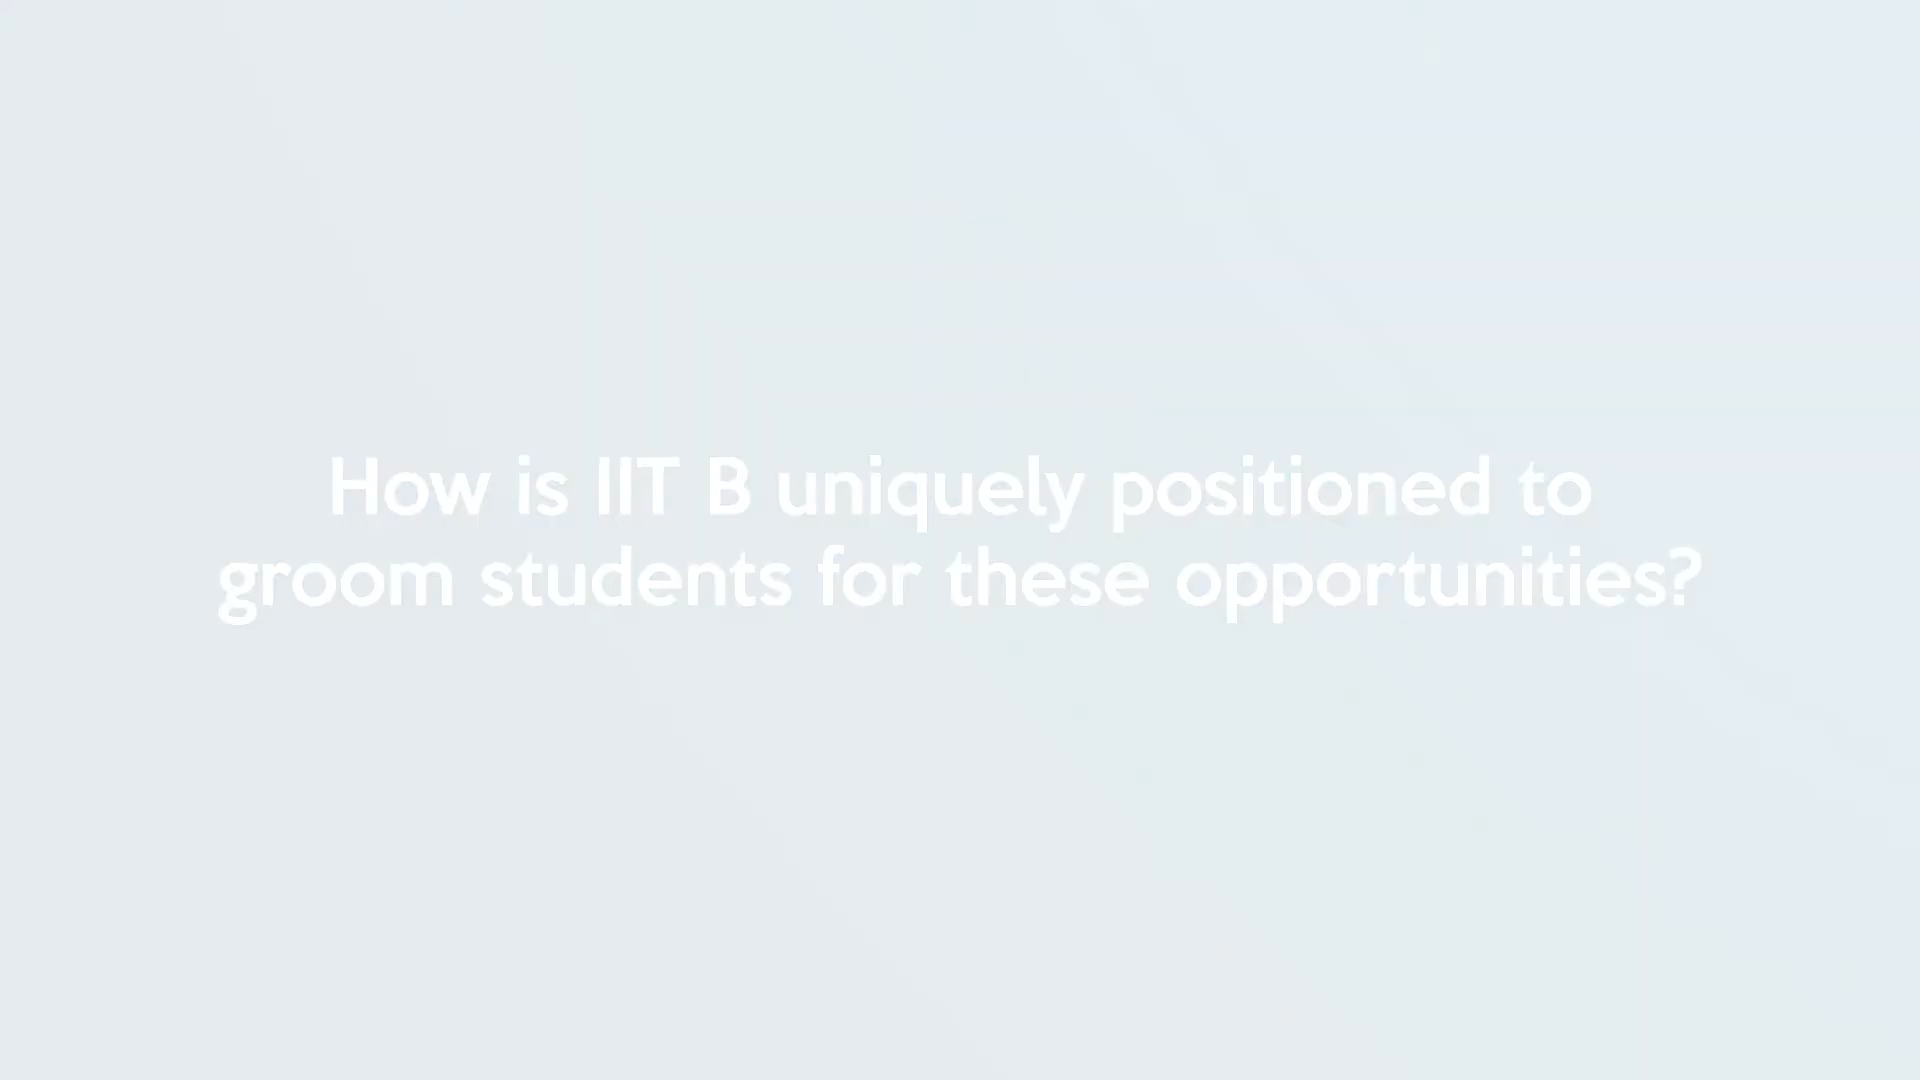 How is IIT B uniquely positioned to
groom students for these opportunities?